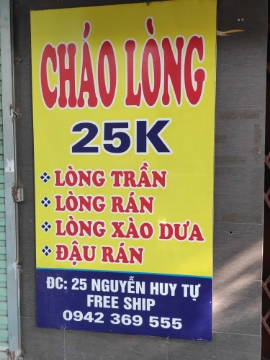 CHÁO LÒNG
25K
❖ LÒNG TRẦN
❖ LÒNG RÁN
❖ LÒNG XÀO DƯA
❖ ĐẬU RÁN
ĐC: 25 NGUYỄN HUY TỰ
FREE SHIP
0942 369 555